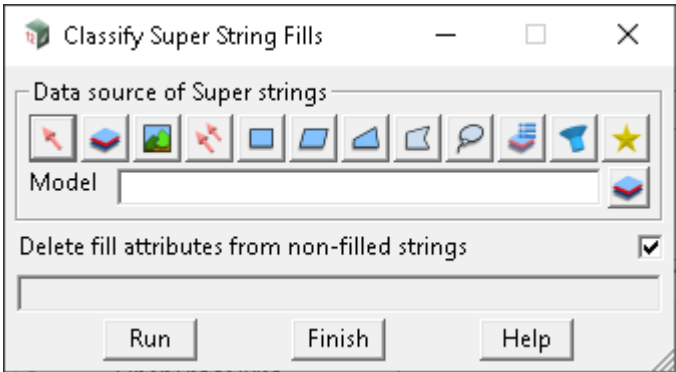 Classify Super String Fills
Data source of Super strings
Model
Delete fill attributes from non-filled strings
Run Finish Help